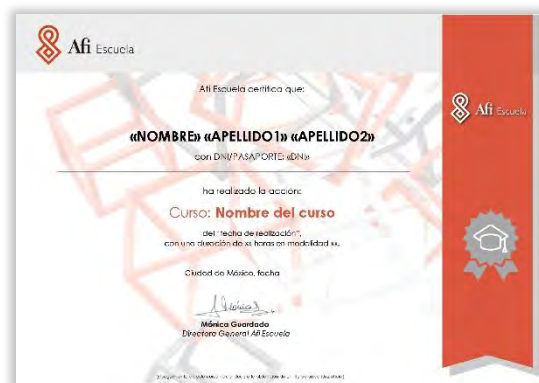 Afi Escuela
Afi Escuela certifica que:
Afi Escuela
«NOMBRE» «APELLIDO1» «APELLIDO2»
con DNI/PASAPORTE: «DNI»
ha realizado la acción:
Curso: Nombre del curso
del "fecha de realización",
con una duración de xx horas en modalidad xx.
Ciudad de México, fecha
Mónica Guardado
Directora General Afi Escuela